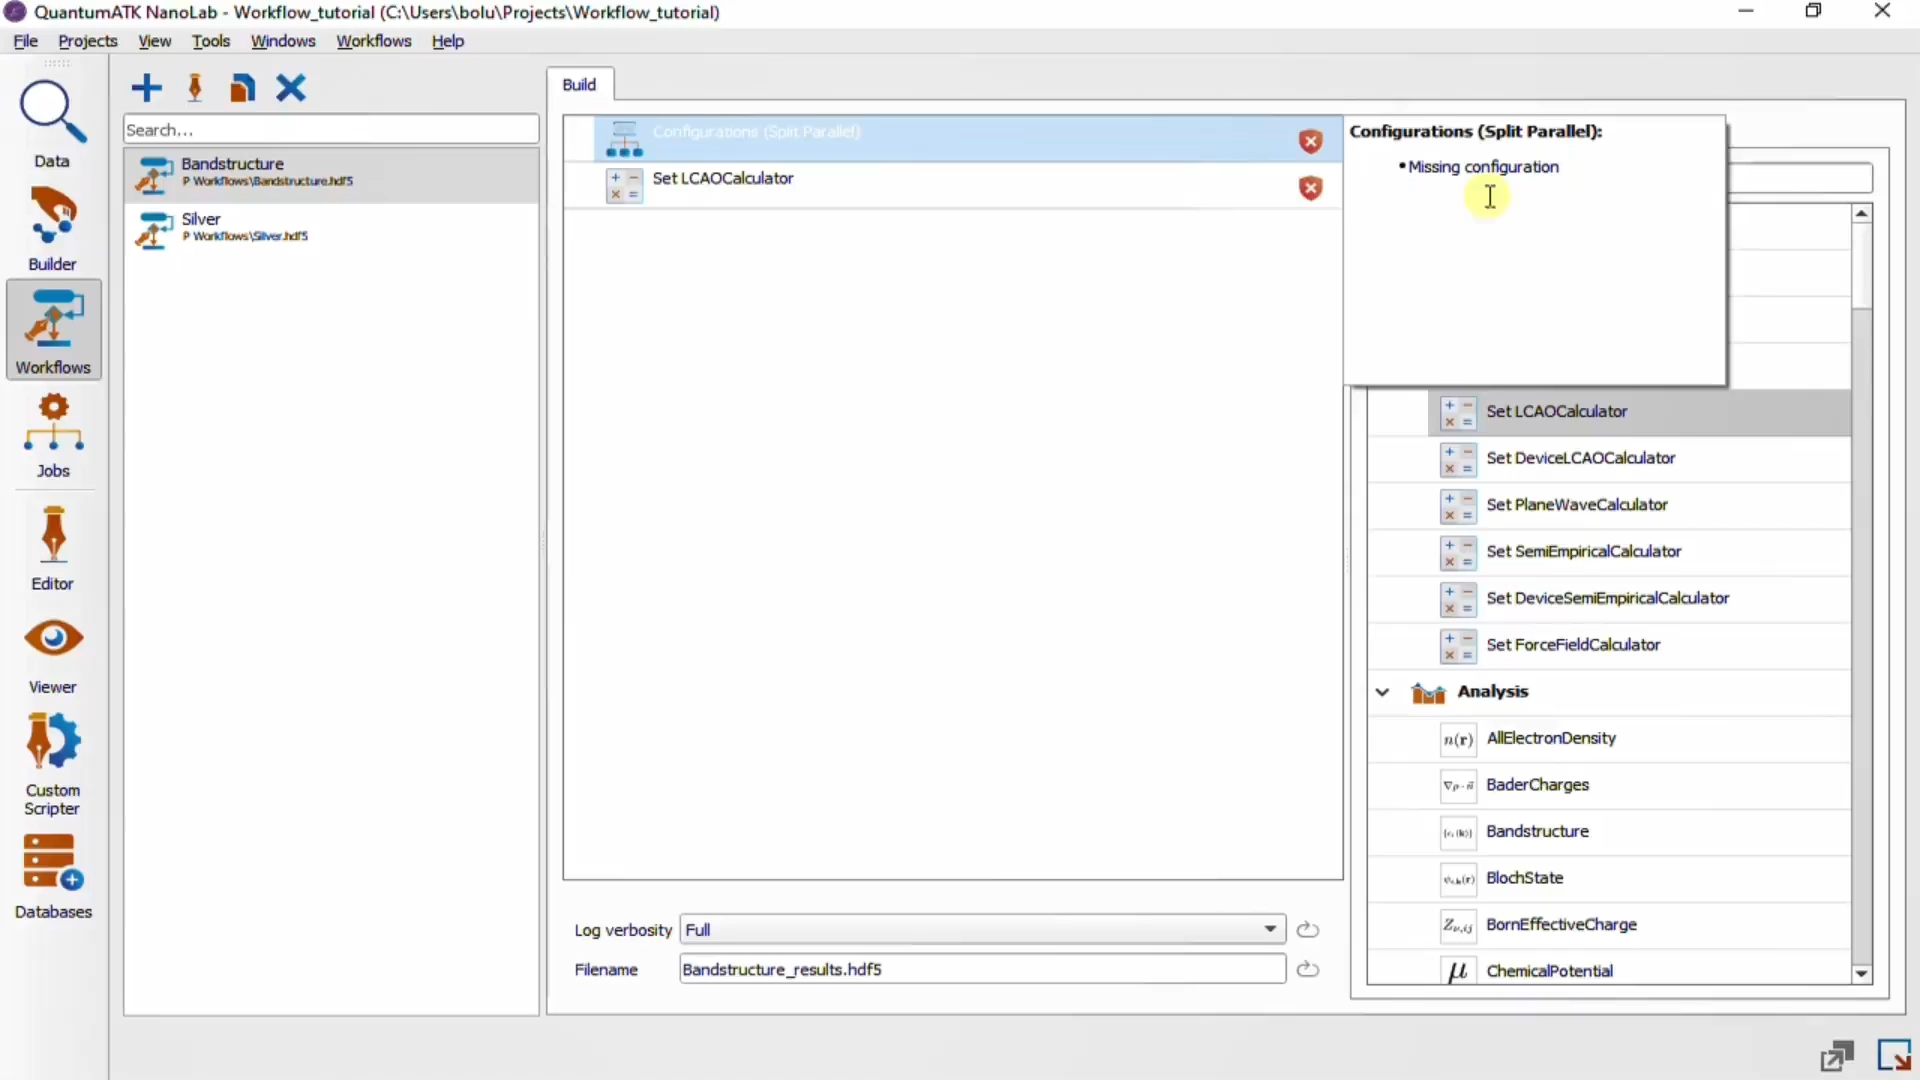 QuantumATK NanoLab - Workflow_tutorial (C:\Users\bolu\Projects\Workflow_tutorial)
File Projects View Tools Windows Workflows Help
Data
Builder
Workflows
Jobs
Editor
Viewer
Custom
Scripter
Databases
Search...
Bandstructure
P Workflows\Bandstructure.hdf5
Silver
P Workflows\Silver.hdf5
Build
Configurations (Split Parallel)
Set LCAOCalculator
Log verbosity Full
Filename Bandstructure_results.hdf5
Configurations (Split Parallel):
•Missing configuration
Set LCAOCalculator
Set DeviceLCAOCalculator
Set PlaneWaveCalculator
Set SemiEmpiricalCalculator
Set DeviceSemiEmpiricalCalculator
Set ForceFieldCalculator
Analysis
n(r) AllElectronDensity
BaderCharges
Bandstructure
BlochState
BornEffectiveCharge
μ ChemicalPotential